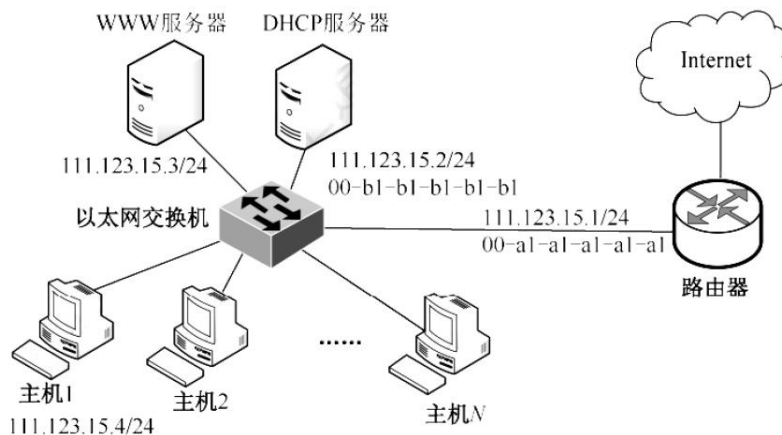 WWW服务器
DHCP服务器
Internet
111.123.15.3/24
111.123.15.2/24
00-b1-b1-b1-b1-b1
以太网交换机
111.123.15.1/24
00-a1-a1-a1-a1-a1
路由器
......
主机1
主机2
主机N
111.123.15.4/24